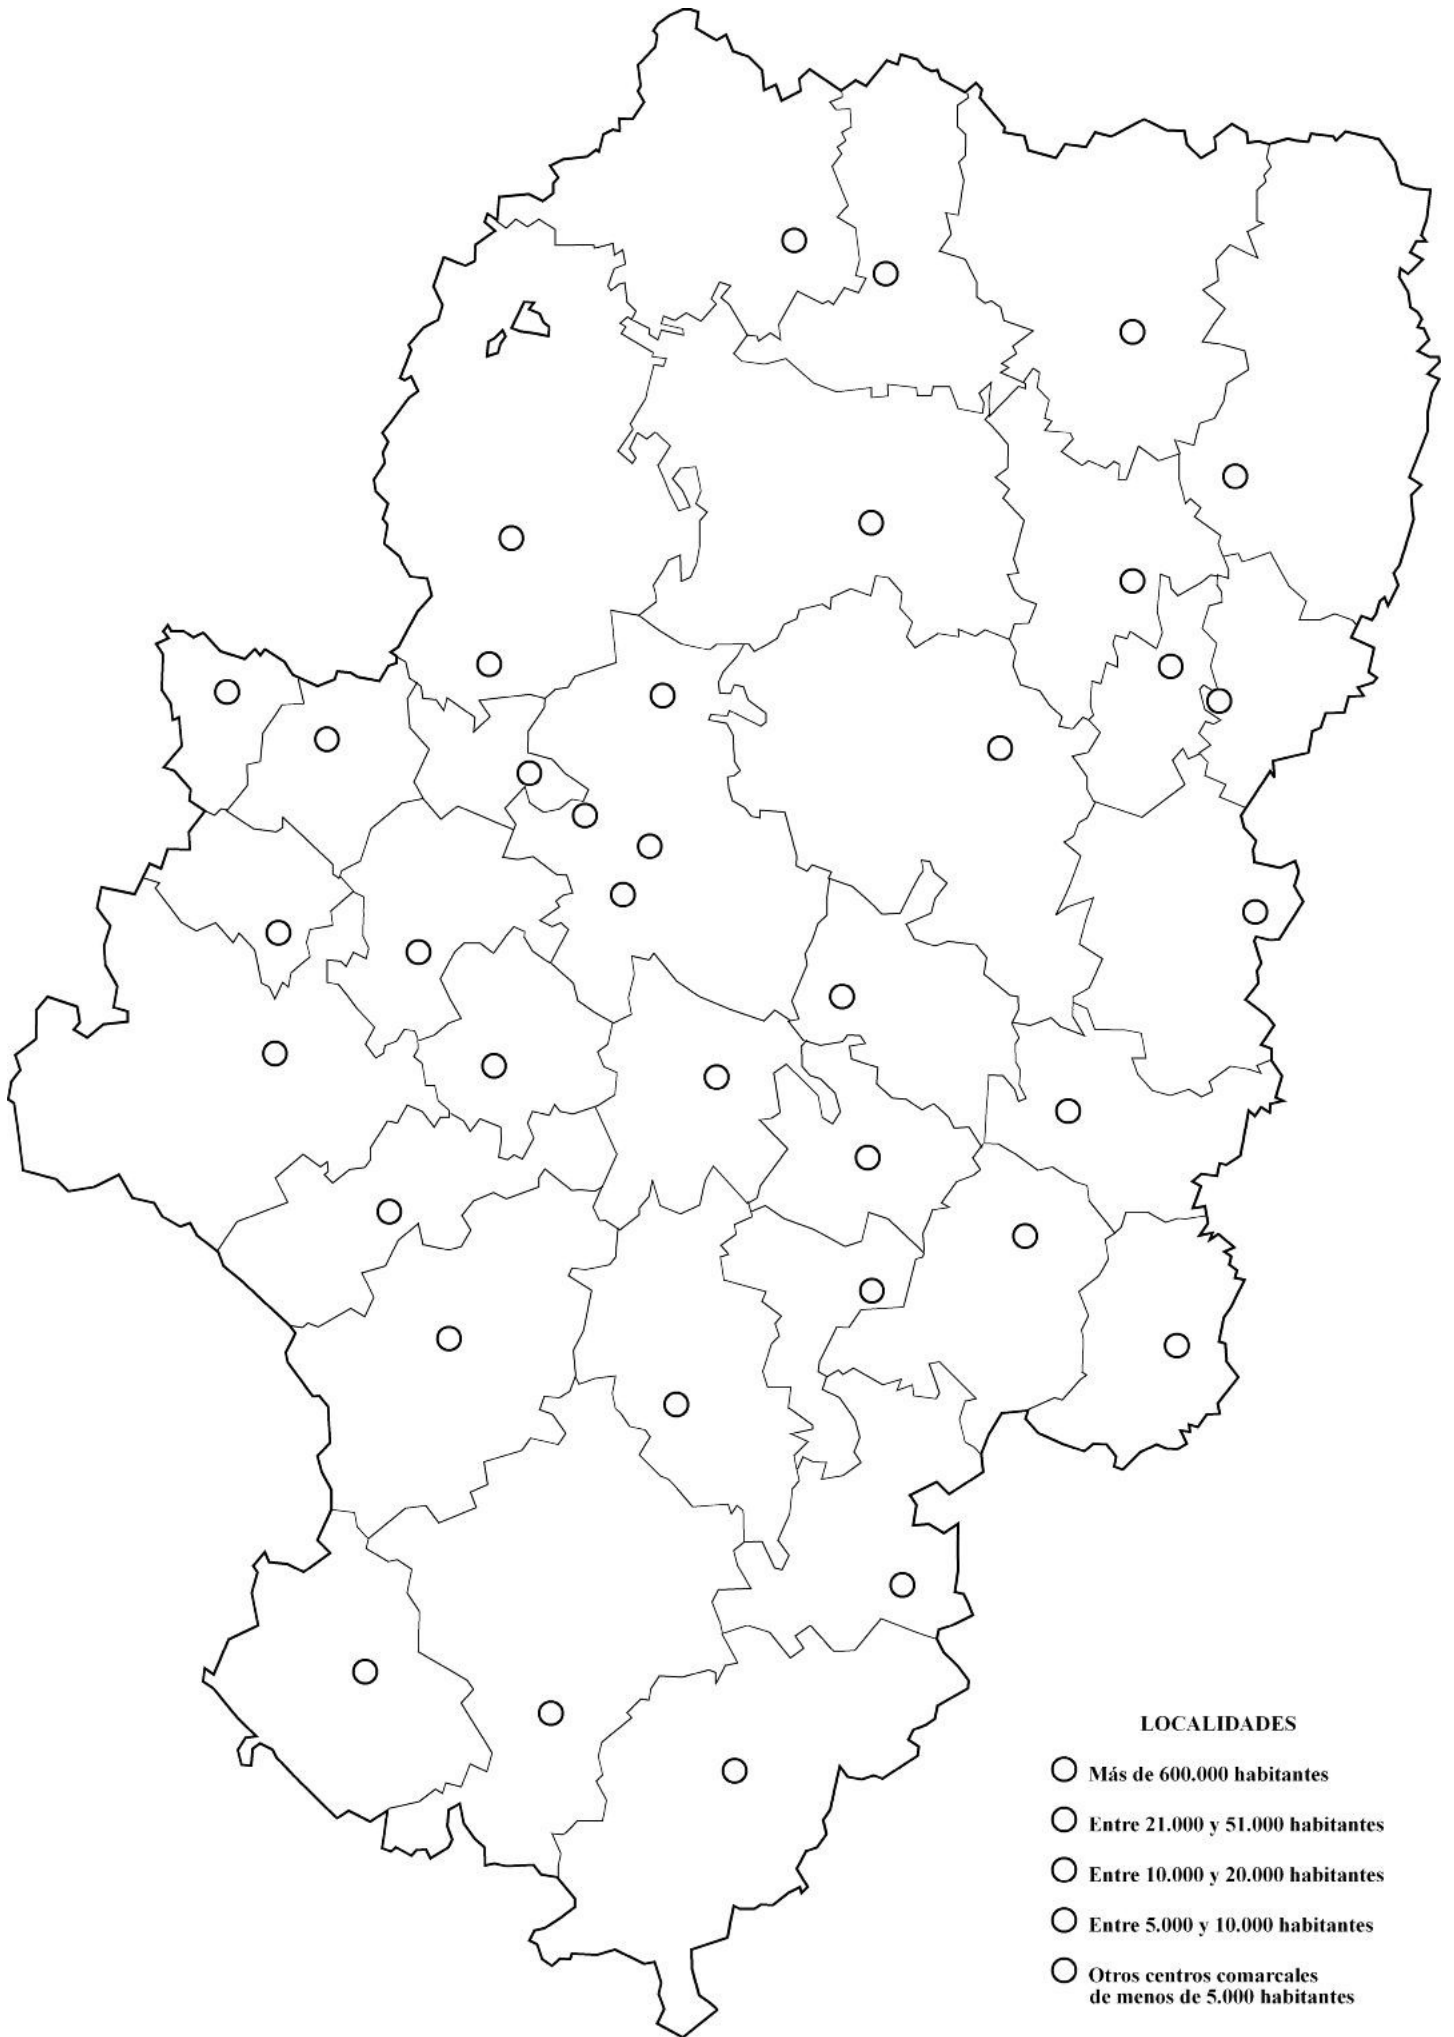 LOCALIDADES
Más de 600.000 habitantes
Entre 21.000 y 51.000 habitantes
Entre 10.000 y 20.000 habitantes
Entre 5.000 y 10.000 habitantes
Otros centros comarcales
de menos de 5.000 habitantes